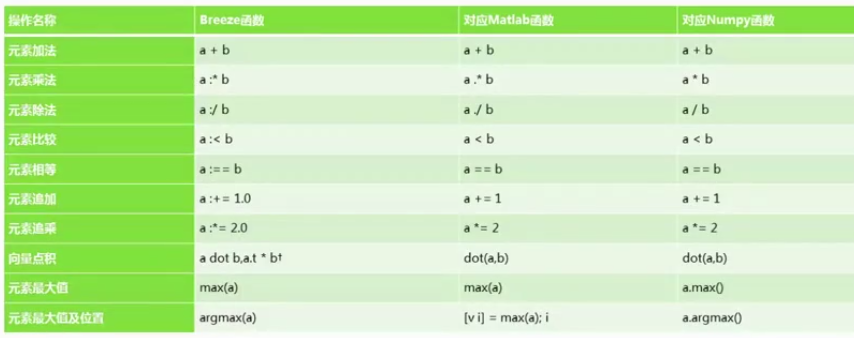 操作名称 Breeze函数 对应Matlab函数 对应Numpy函数
元素加法 a + b a + b a + b
元素乘法 a :* b a .* b a * b
元素除法 a :/ b a ./ b a / b
元素比较 a :< b a < b a < b
元素相等 a :== b a == b a == b
元素追加 a :+= 1.0 a += 1 a += 1
元素追乘 a :*= 2.0 a *= 2 a *= 2
向量点积 a dot b,a.t * b† dot(a,b) dot(a,b)
元素最大值 max(a) max(a) a.max()
元素最大值及位置 argmax(a) [v i] = max(a); i a.argmax()